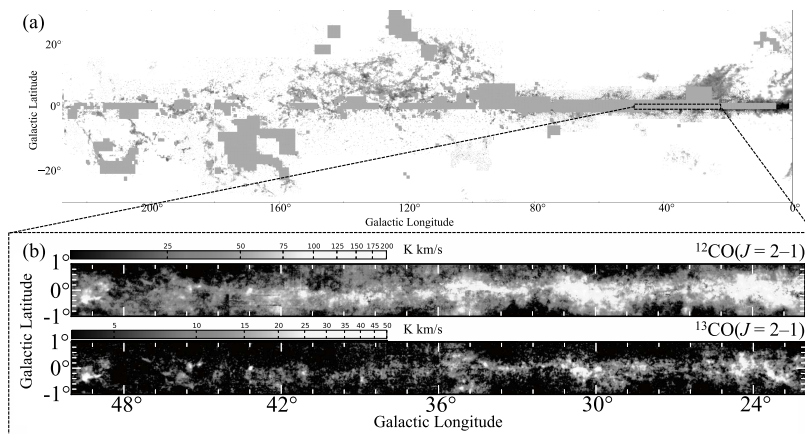 (a)
20°
0°
−20°
Galactic Latitude
200° 160° 120° 80° 40° 0°
Galactic Longitude
(b)
25 50 75 100 125 150 175 200
K km/s
¹²CO(J = 2–1)
1°
0°
-1°
5 10 15 20 25 30 35 40 45 50
K km/s
¹³CO(J = 2–1)
1°
0°
-1°
Galactic Latitude
48° 42° 36° 30° 24°
Galactic Longitude